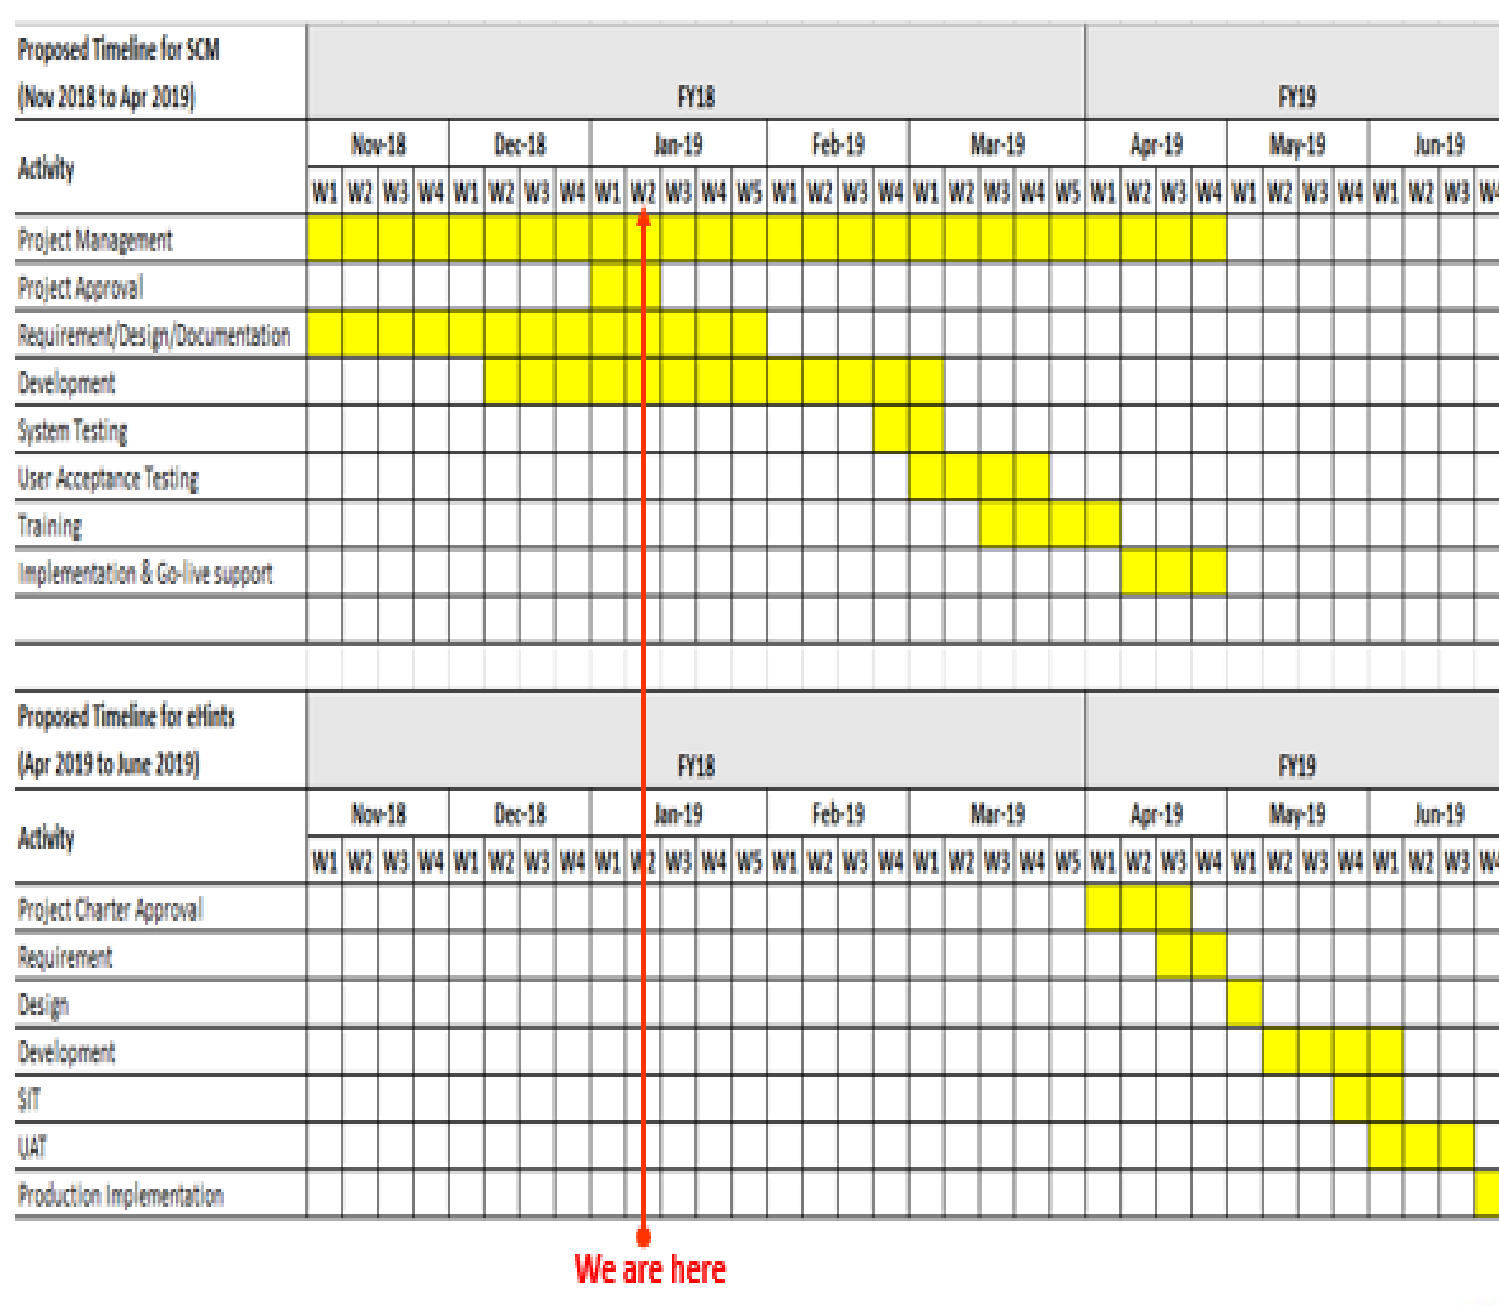 Proposed Timeline for SCM
(Nov 2018 to Apr 2019)
FY18 FY19
Activity
Nov-18 Dec-18 Jan-19 Feb-19 Mar-19 Apr-19 May-19 Jun-19
W1 W2 W3 W4 W1 W2 W3 W4 W1 W2 W3 W4 W5 W1 W2 W3 W4 W1 W2 W3 W4 W5 W1 W2 W3 W4 W1 W2 W3 W4 W1 W2 W3 W4
Project Management
Project Approval
Requirement/Design/Documentation
Development
System Testing
User Acceptance Testing
Training
Implementation & Go-live support
Proposed Timeline for eHints
(Apr 2019 to June 2019)
FY18 FY19
Activity
Nov-18 Dec-18 Jan-19 Feb-19 Mar-19 Apr-19 May-19 Jun-19
W1 W2 W3 W4 W1 W2 W3 W4 W1 W2 W3 W4 W5 W1 W2 W3 W4 W1 W2 W3 W4 W5 W1 W2 W3 W4 W1 W2 W3 W4 W1 W2 W3 W4
Project Charter Approval
Requirement
Design
Development
SIT
UAT
Production Implementation
We are here